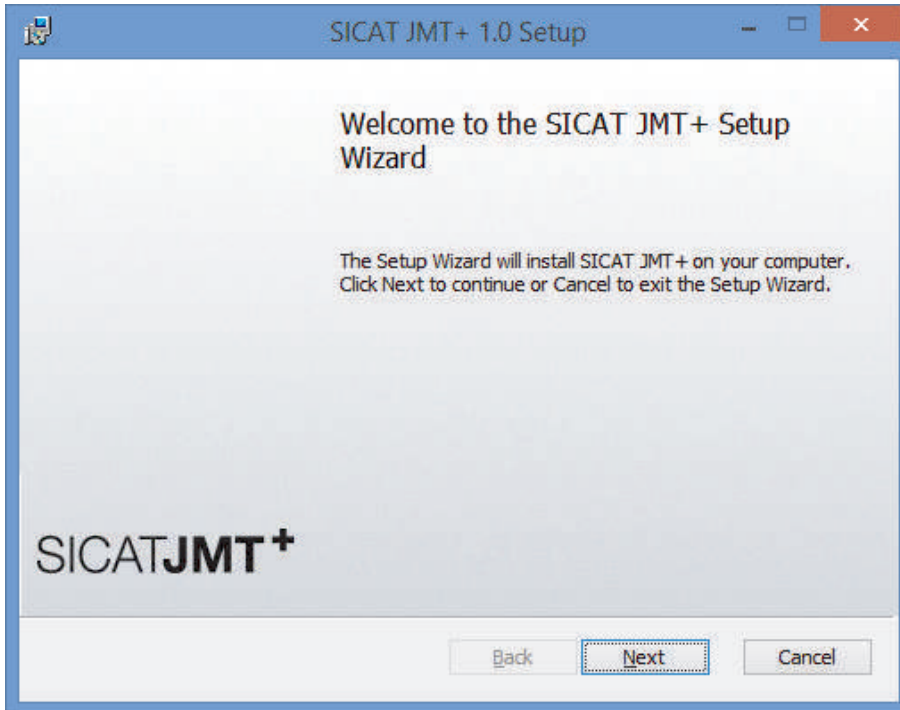 SICAT JMT+ 1.0 Setup
Welcome to the SICAT JMT+ Setup
Wizard
The Setup Wizard will install SICAT JMT+ on your computer.
Click Next to continue or Cancel to exit the Setup Wizard.
SICATJMT+
Back Next Cancel